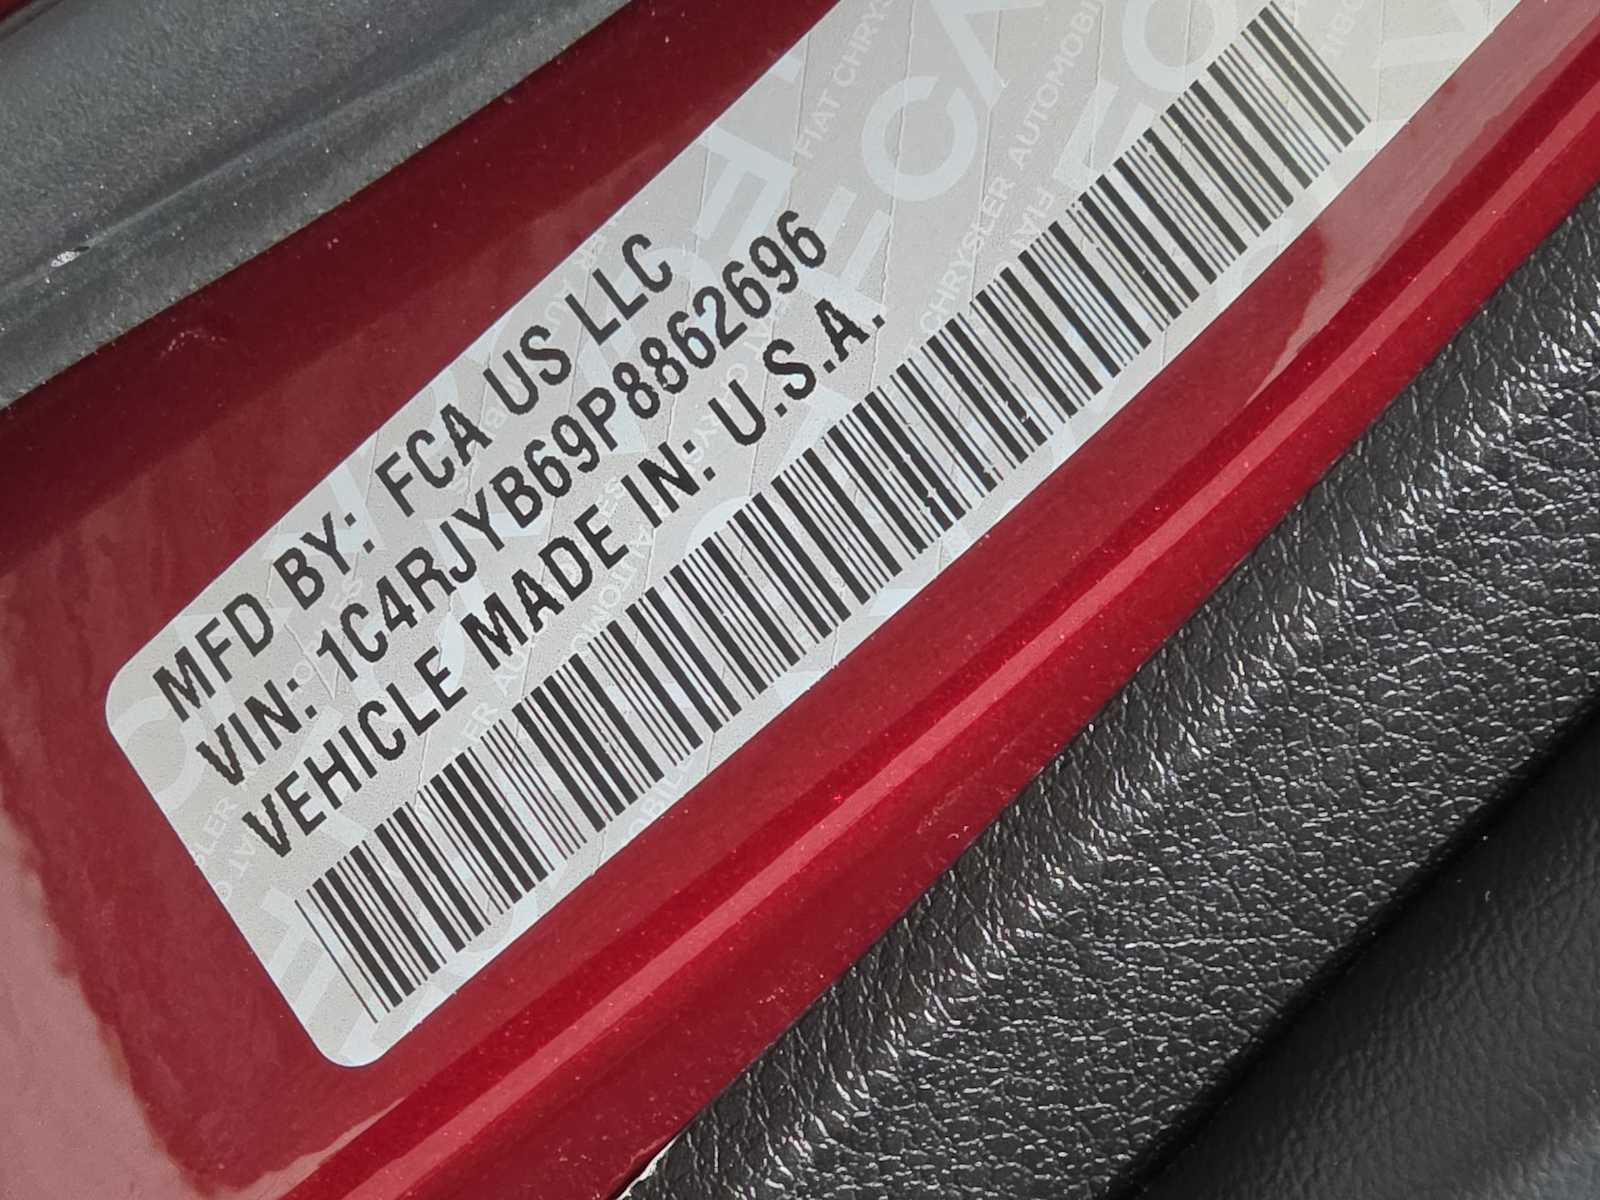 MFD BY: FCA US LLC
VIN: 1C4RJYB69P8862696
VEHICLE MADE IN: U.S.A.